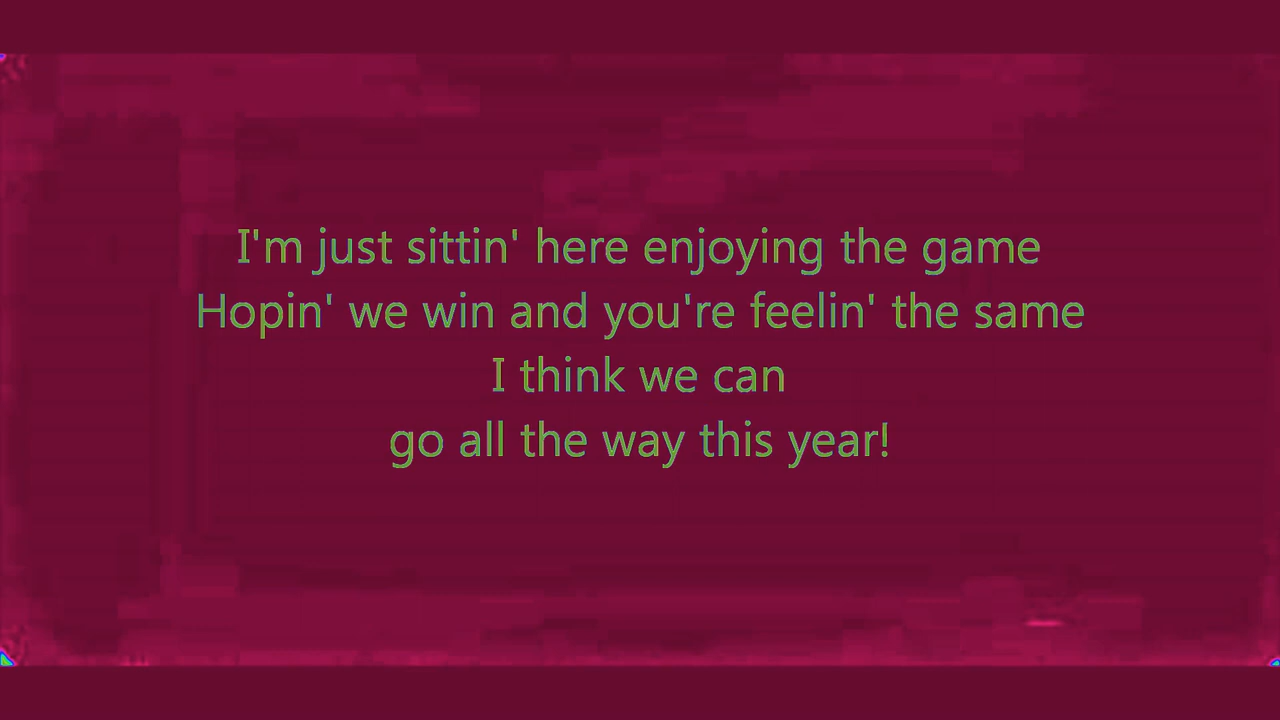 I'm just sittin' here enjoying the game
Hopin' we win and you're feelin' the same
I think we can
go all the way this year!